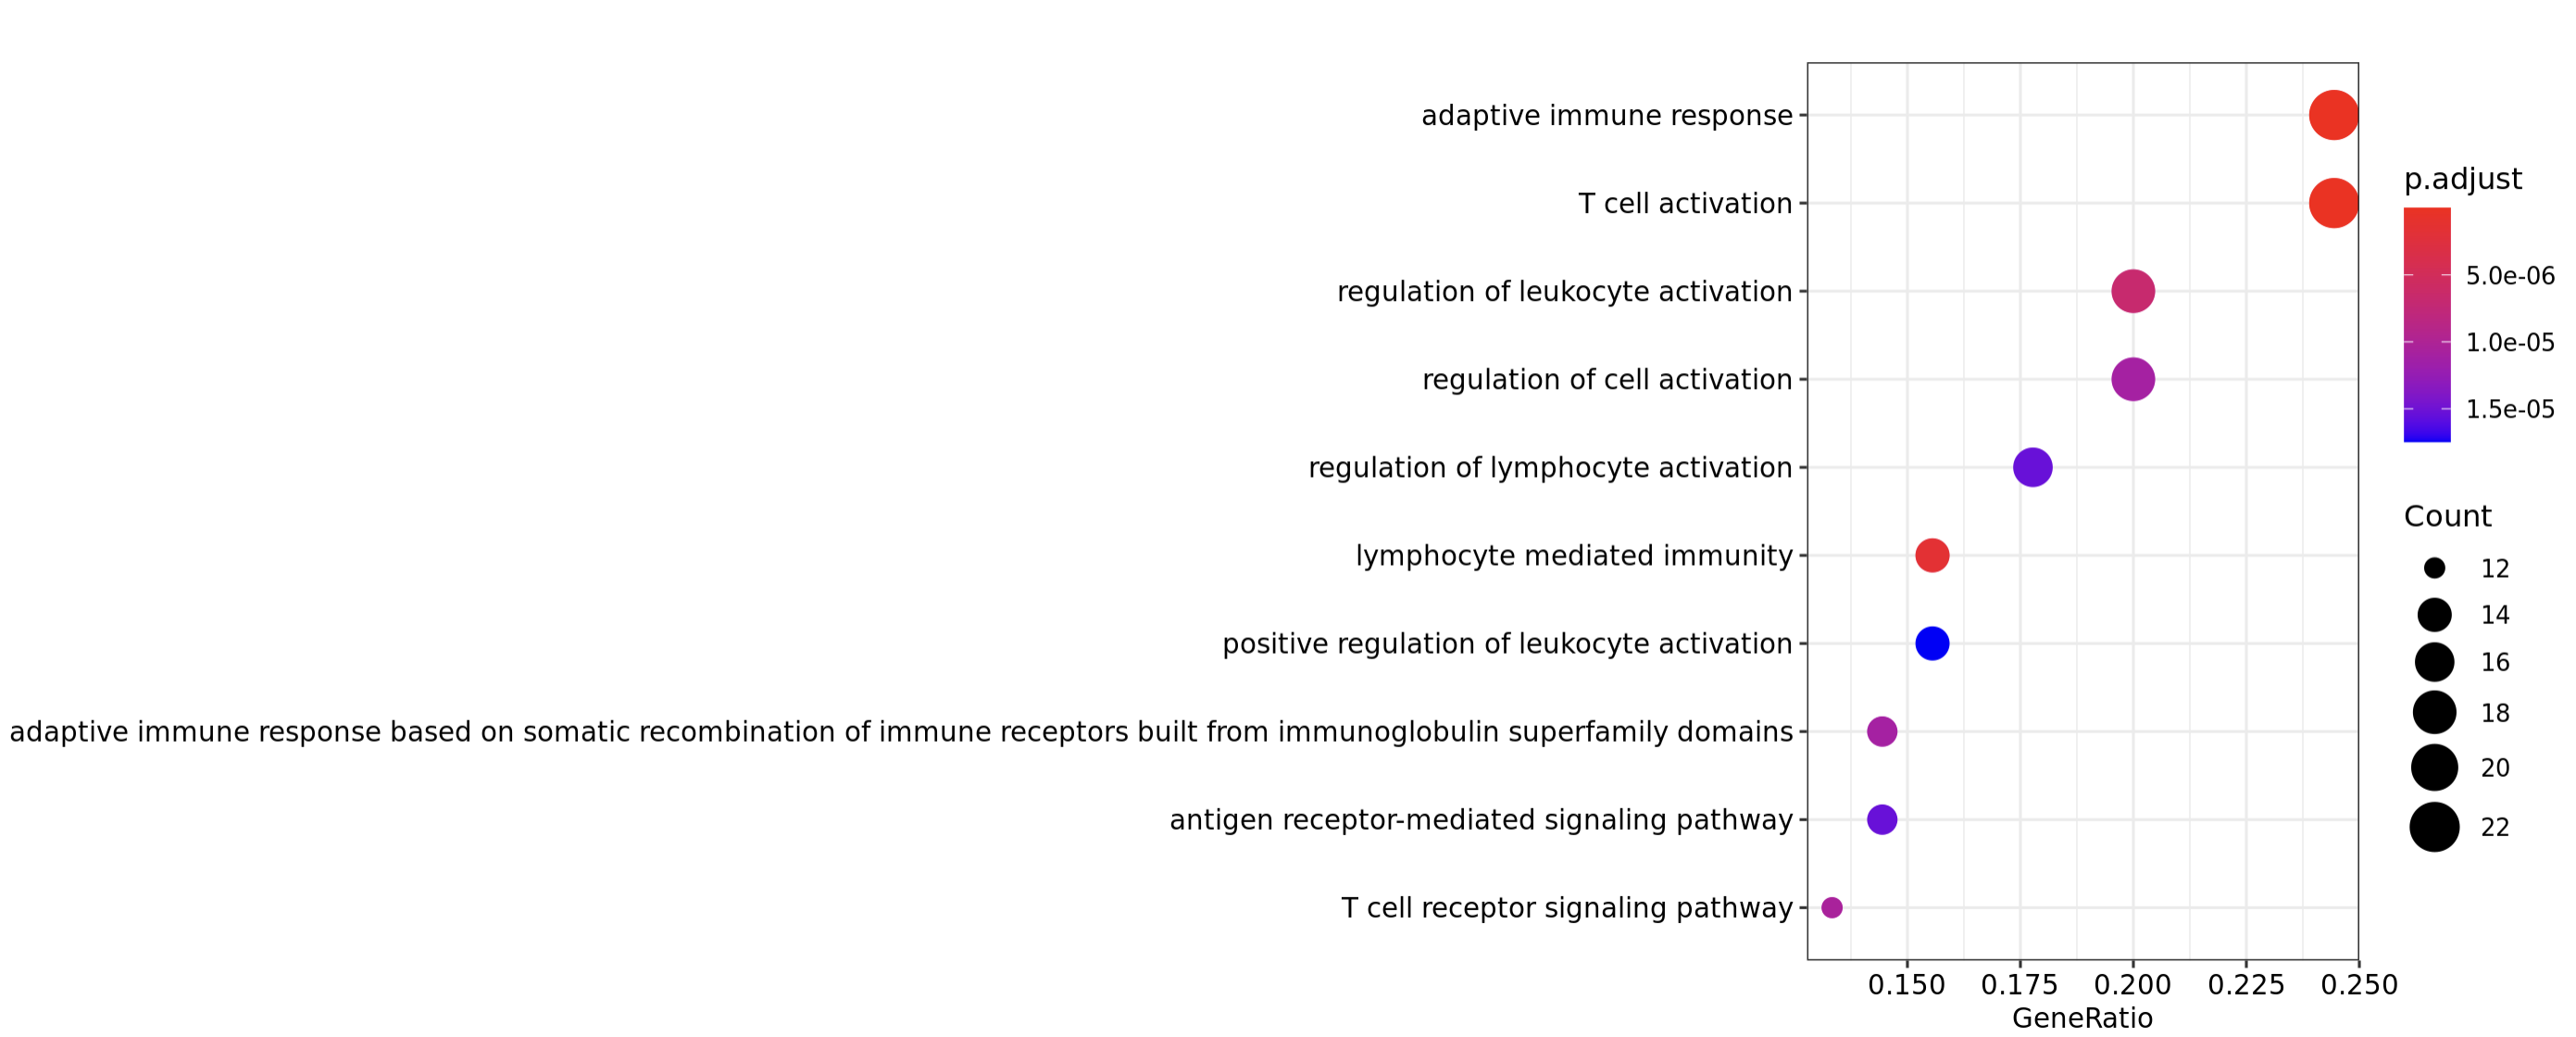 adaptive immune response
T cell activation
regulation of leukocyte activation
regulation of cell activation
regulation of lymphocyte activation
lymphocyte mediated immunity
positive regulation of leukocyte activation
adaptive immune response based on somatic recombination of immune receptors built from immunoglobulin superfamily domains
antigen receptor-mediated signaling pathway
T cell receptor signaling pathway
0.150 0.175 0.200 0.225 0.250
GeneRatio
p.adjust
5.0e-06
1.0e-05
1.5e-05
Count
12
14
16
18
20
22